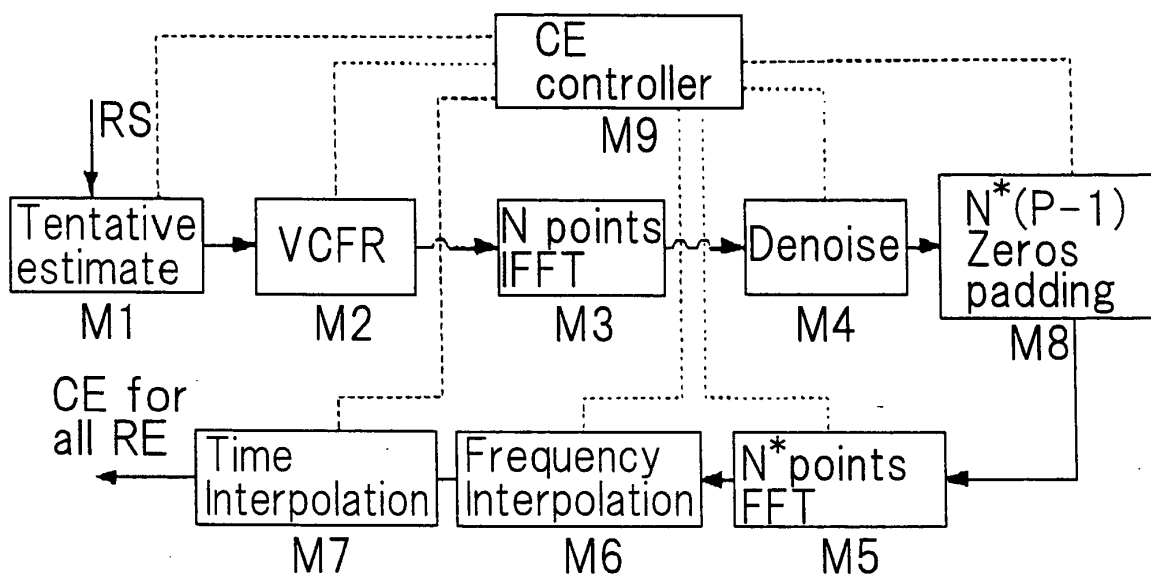 CE
controller
M9
RS
Tentative
estimate
M1
VCFR
M2
N points
IFFT
M3
Denoise
M4
N*(P-1)
Zeros
padding
M8
CE for
all RE
Time
Interpolation
M7
Frequency
Interpolation
M6
N*points
FFT
M5